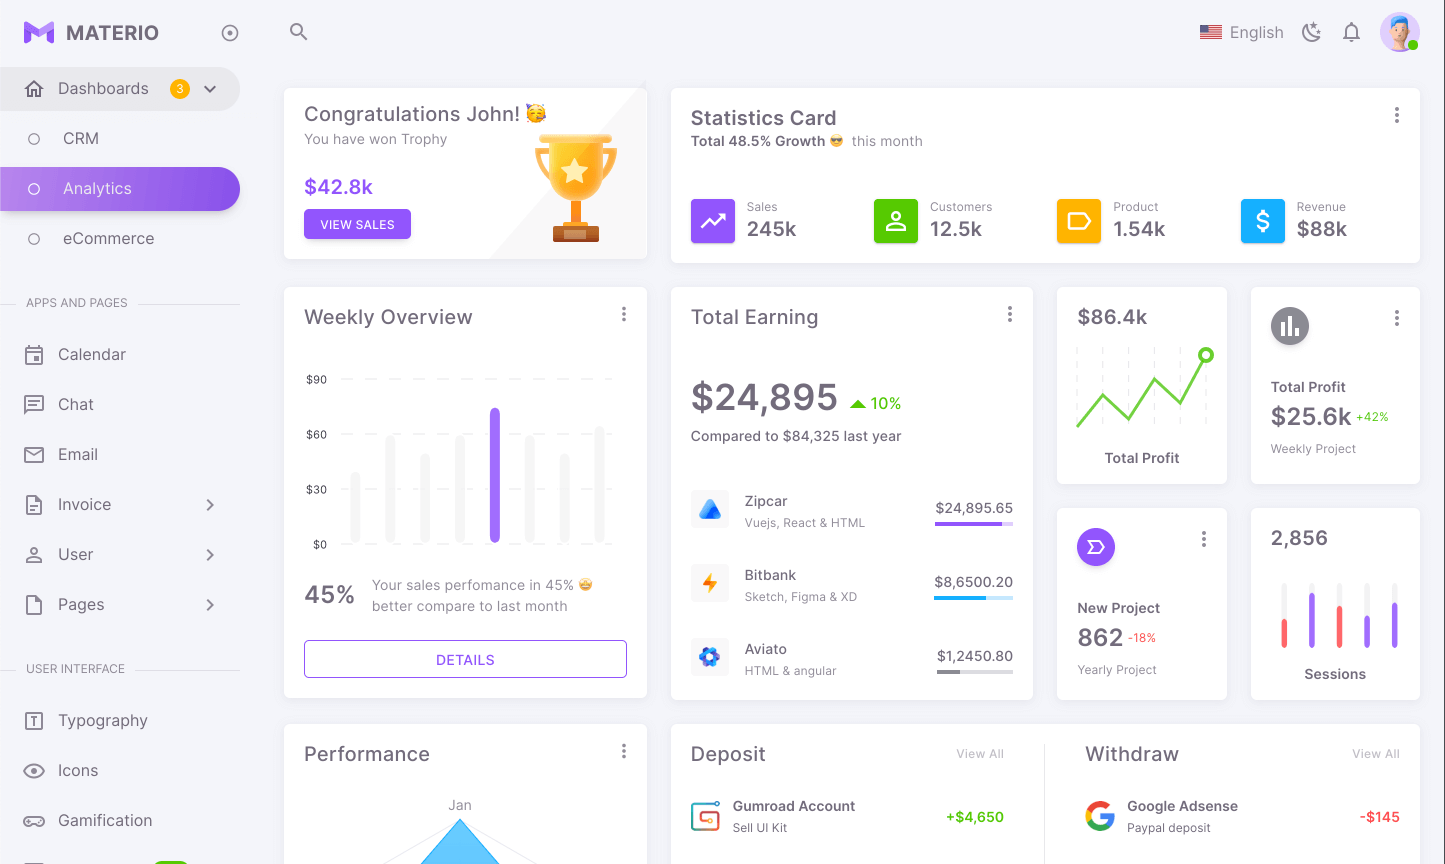 MATERIO
English
Dashboards
3
CRM
Analytics
eCommerce
APPS AND PAGES
Calendar
Chat
Email
Invoice
User
Pages
USER INTERFACE
Typography
Icons
Gamification
Congratulations John! 🥳
You have won Trophy
$42.8k
VIEW SALES
Statistics Card
Total 48.5% Growth 😎 this month
Sales
245k
Customers
12.5k
Product
1.54k
Revenue
$88k
Weekly Overview
$90
$60
$30
$0
45%
Your sales perfomance in 45% 🤩
better compare to last month
DETAILS
Total Earning
$24,895 10%
Compared to $84,325 last year
Zipcar
Vuejs, React & HTML
$24,895.65
Bitbank
Sketch, Figma & XD
$8,6500.20
Aviato
HTML & angular
$1,2450.80
$86.4k
Total Profit
Total Profit
$25.6k +42%
Weekly Project
New Project
862 -18%
Yearly Project
2,856
Sessions
Performance
Jan
Deposit
View All
Gumroad Account
Sell UI Kit
+$4,650
Withdraw
View All
Google Adsense
Paypal deposit
-$145